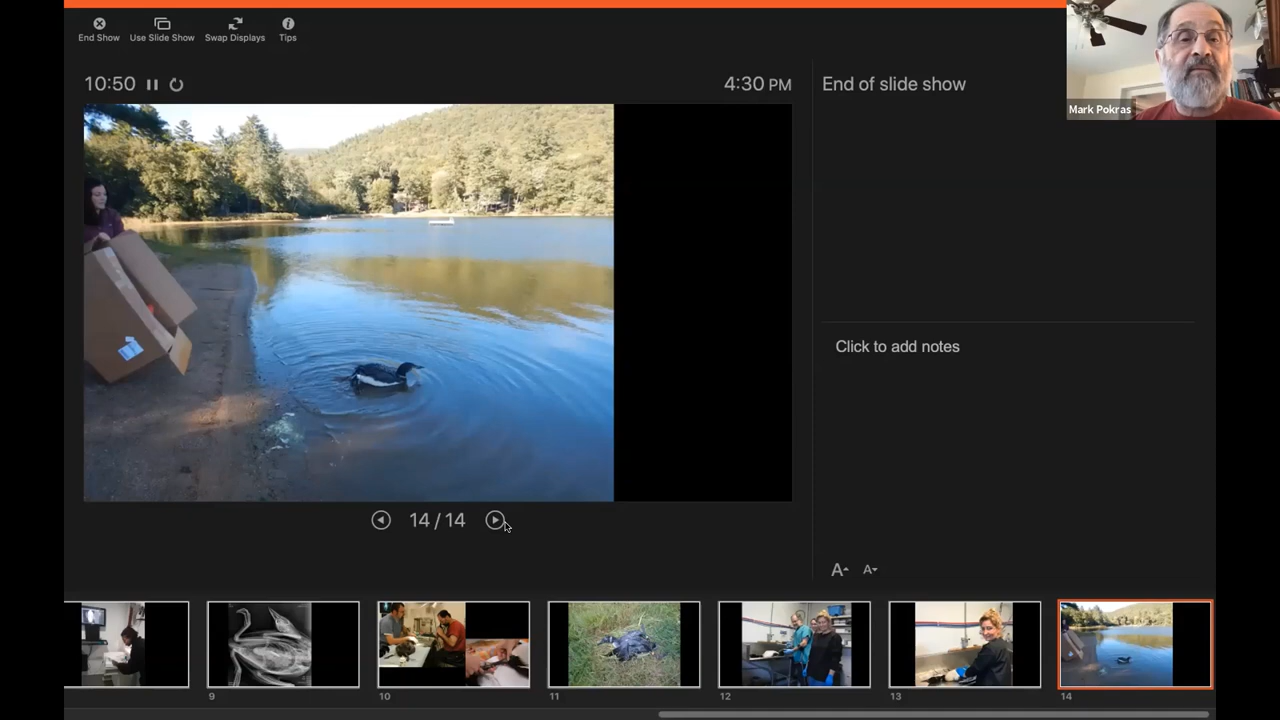 End Show Use Slide Show Swap Displays Tips
Mark Pokras
10:50
4:30 PM
End of slide show
Click to add notes
14 / 14
A A
9 10 11 12 13 14